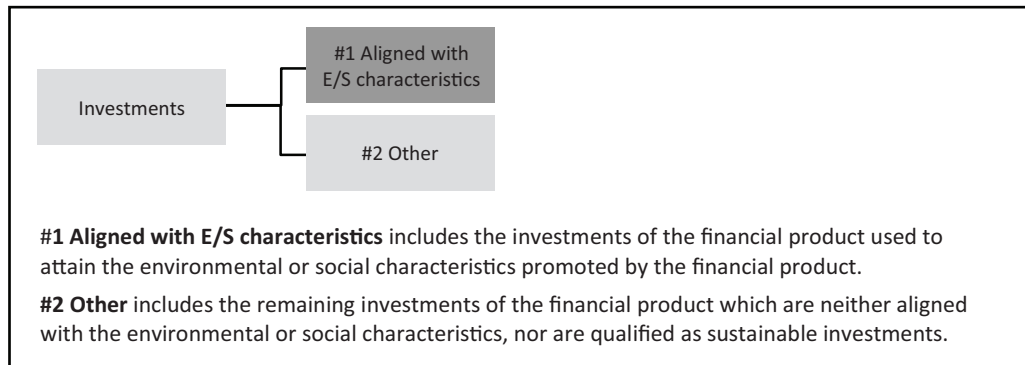 #1 Aligned with
E/S characteristics
Investments
#2 Other
#1 Aligned with E/S characteristics includes the investments of the financial product used to
attain the environmental or social characteristics promoted by the financial product.
#2 Other includes the remaining investments of the financial product which are neither aligned
with the environmental or social characteristics, nor are qualified as sustainable investments.